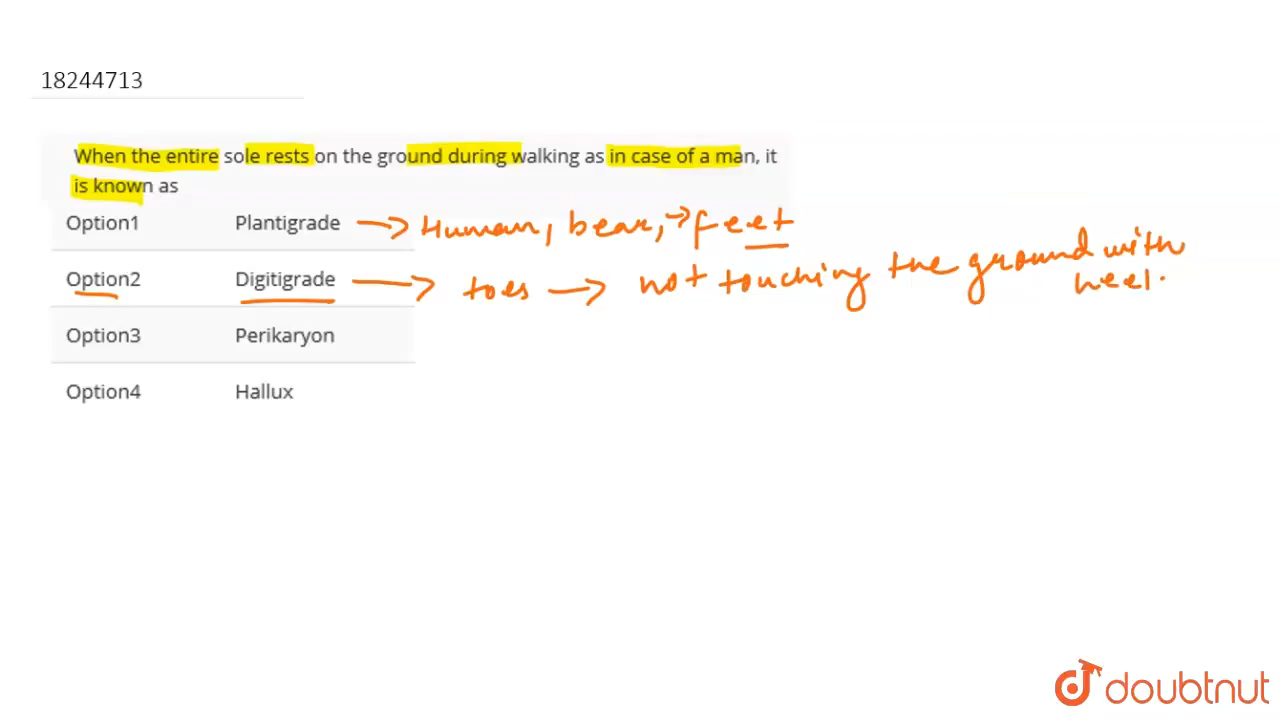 18244713
When the entire sole rests on the ground during walking as in case of a man, it
is known as
Option1 Plantigrade → Human, bear, → feet
Option2 Digitigrade → toes → not touching the ground with
heel.
Option3 Perikaryon
Option4 Hallux
doubtnut